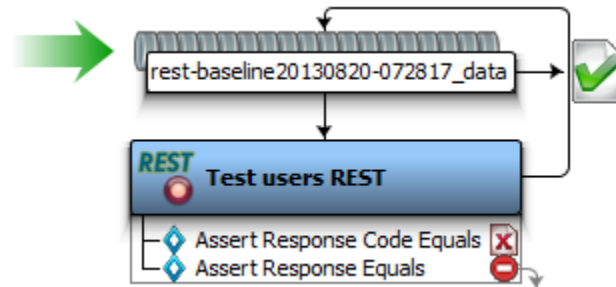 rest-baseline20130820-072817_data
REST
Test users REST
Assert Response Code Equals
Assert Response Equals